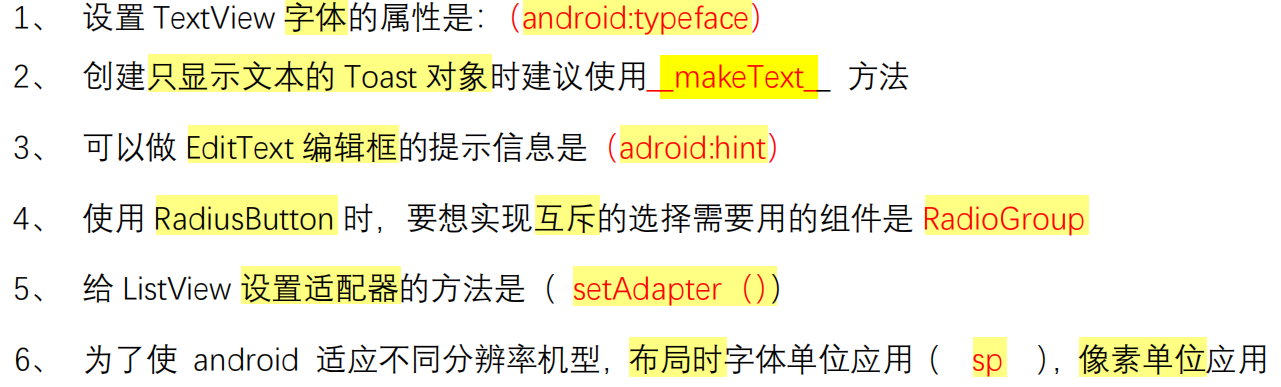 1、 设置 TextView 字体的属性是:（android:typeface）
2、 创建只显示文本的 Toast 对象时建议使用__makeText__ 方法
3、 可以做 EditText 编辑框的提示信息是（adroid:hint）
4、 使用 RadiusButton 时，要想实现互斥的选择需要用的组件是 RadioGroup
5、 给 ListView 设置适配器的方法是（ setAdapter（））
6、 为了使 android 适应不同分辨率机型，布局时字体单位应用（ sp ），像素单位应用